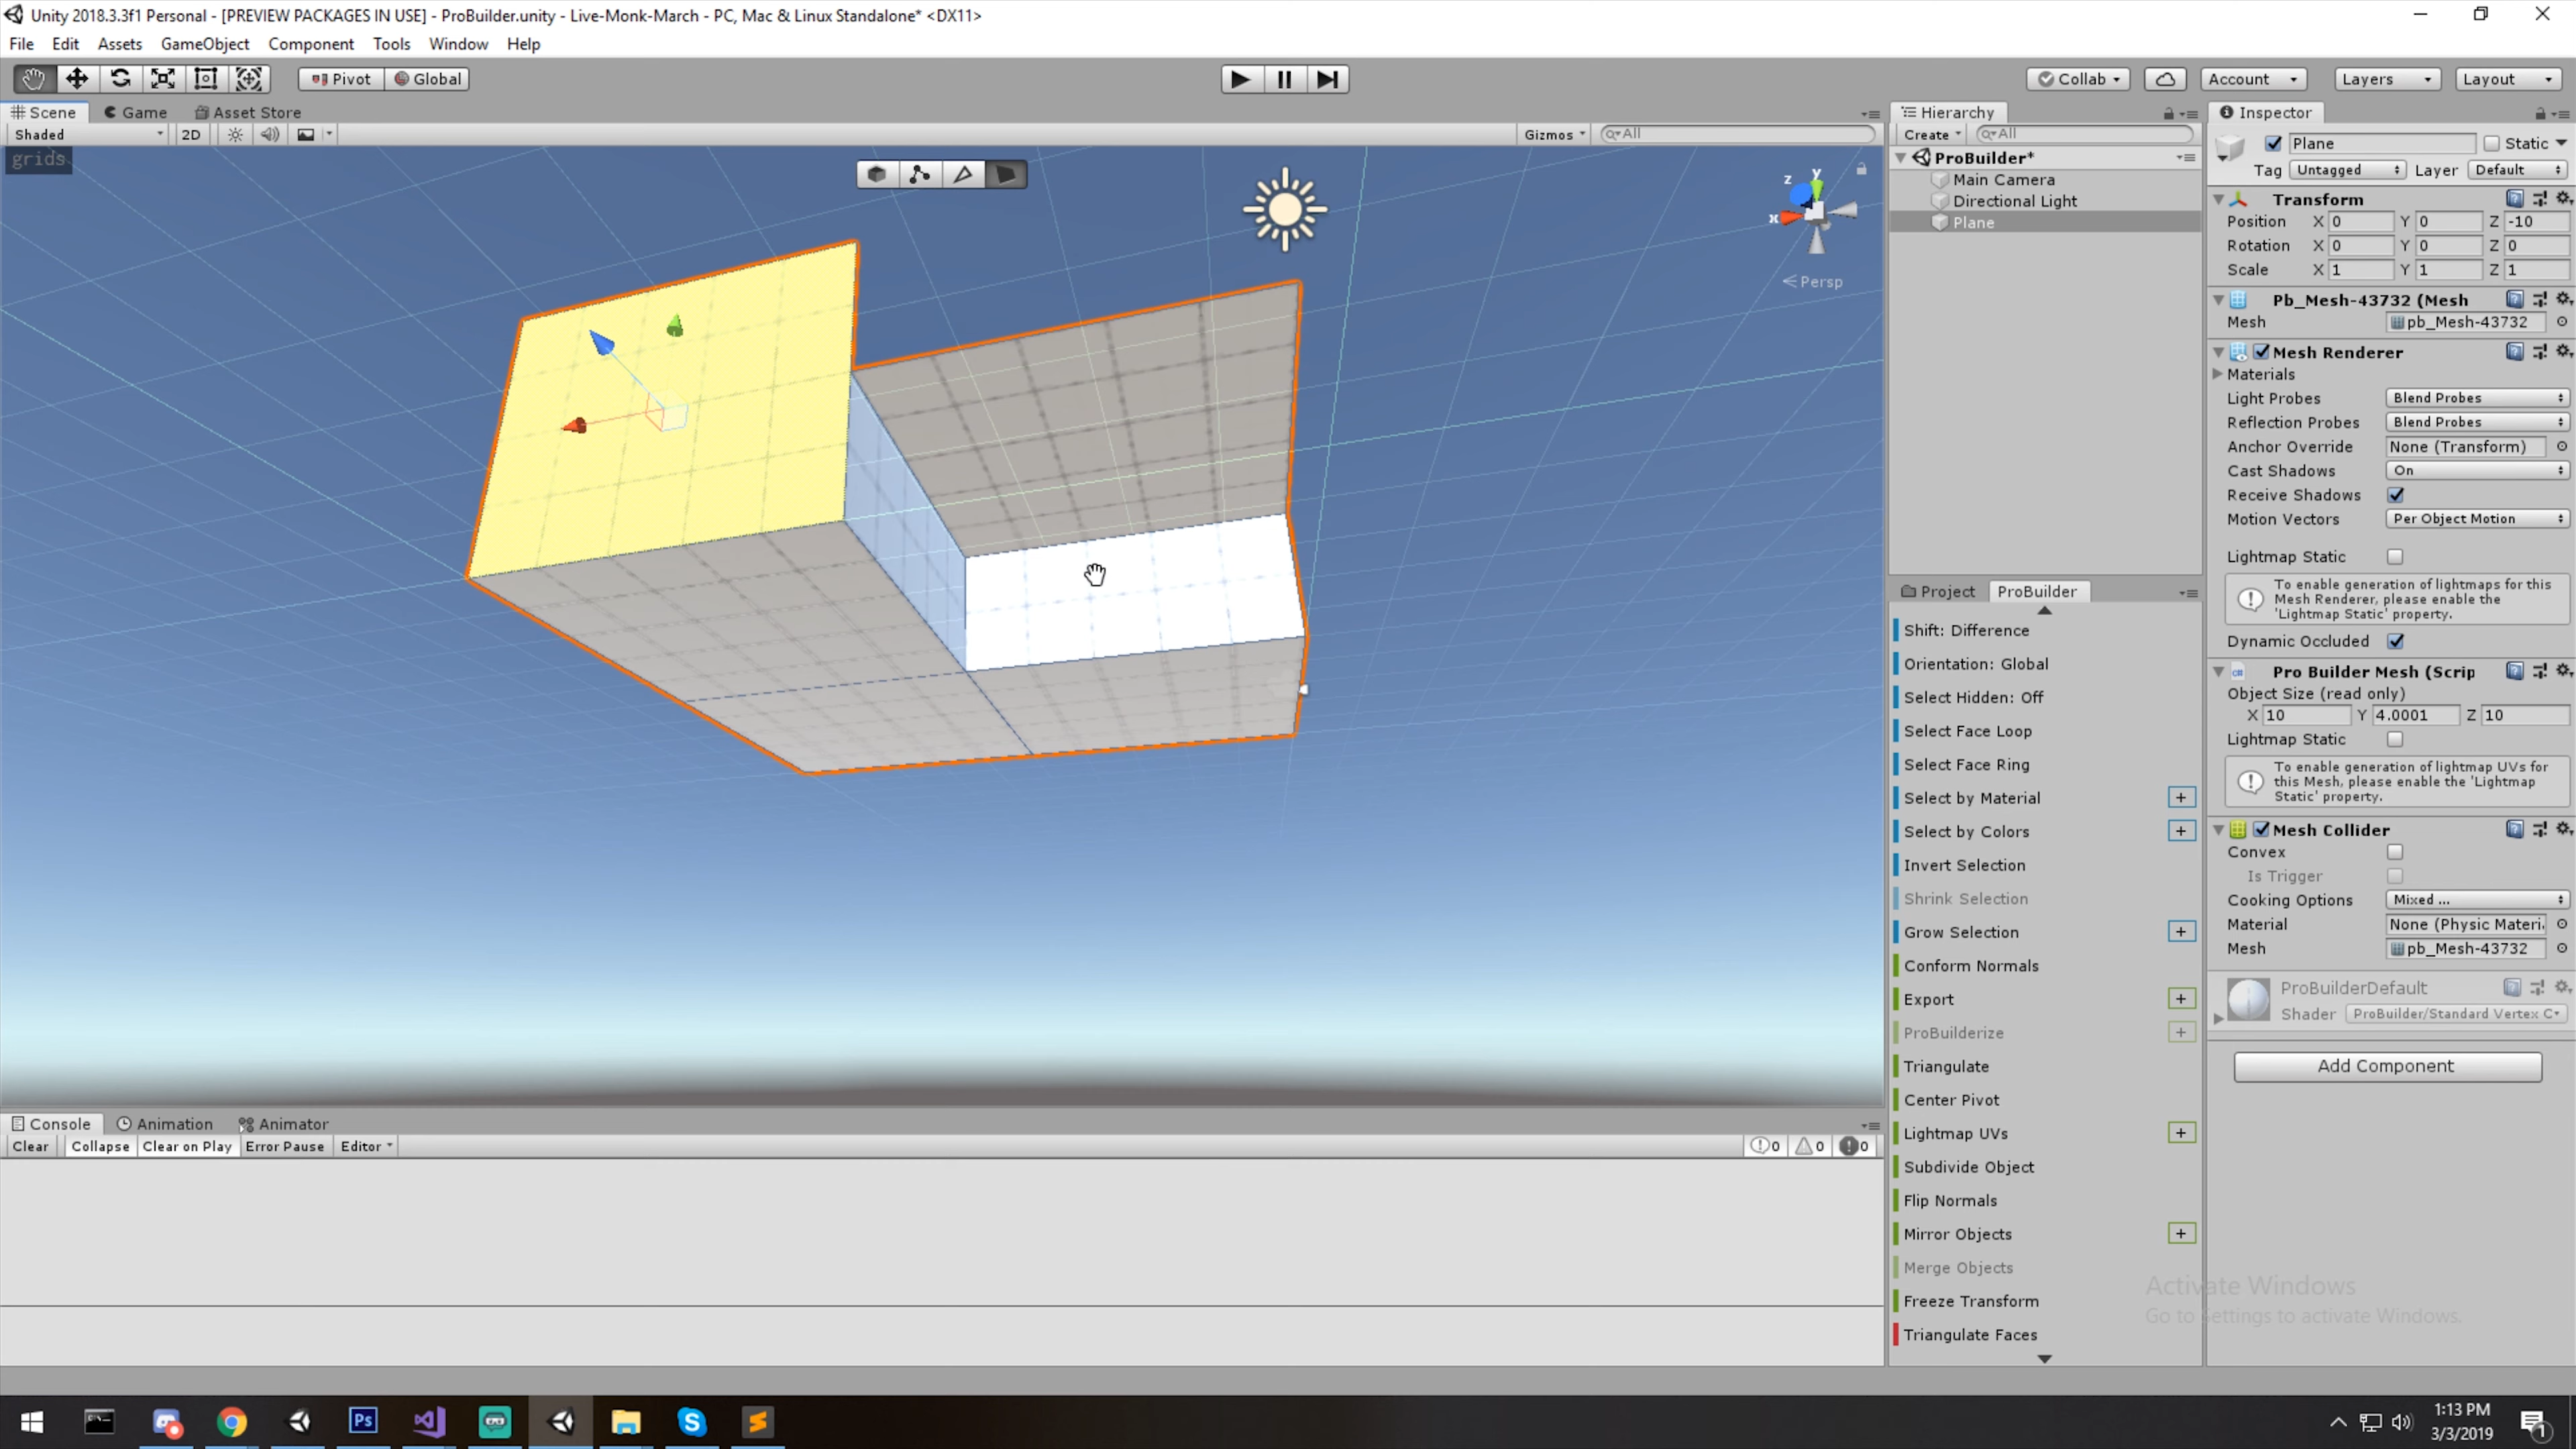 Unity 2018.3.3f1 Personal - [PREVIEW PACKAGES IN USE] - ProBuilder.unity - Live-Monk-March - PC, Mac & Linux Standalone* <DX11>
File Edit Assets GameObject Component Tools Window Help
Pivot Global Collab Account Layers Layout
Scene Game Asset Store
Shaded 2D Gizmos All
grids
z y x
Persp
Hierarchy
Create All
ProBuilder*
Main Camera
Directional Light
Plane
Project ProBuilder
Shift: Difference
Orientation: Global
Select Hidden: Off
Select Face Loop
Select Face Ring
Select by Material +
Select by Colors +
Invert Selection
Shrink Selection
Grow Selection +
Conform Normals
Export +
ProBuilderize +
Triangulate
Center Pivot
Lightmap UVs +
Subdivide Object
Flip Normals
Mirror Objects +
Merge Objects
Freeze Transform
Triangulate Faces
Inspector
Plane Static
Tag Untagged Layer Default
Transform
Position X 0 Y 0 Z -10
Rotation X 0 Y 0 Z 0
Scale X 1 Y 1 Z 1
Pb_Mesh-43732 (Mesh
Mesh pb_Mesh-43732
Mesh Renderer
Materials
Light Probes Blend Probes
Reflection Probes Blend Probes
Anchor Override None (Transform)
Cast Shadows On
Receive Shadows
Motion Vectors Per Object Motion
Lightmap Static
To enable generation of lightmaps for this
Mesh Renderer, please enable the
'Lightmap Static' property.
Dynamic Occluded
Pro Builder Mesh (Scrip
Object Size (read only)
X 10 Y 4.0001 Z 10
Lightmap Static
To enable generation of lightmap UVs for
this Mesh, please enable the 'Lightmap
Static' property.
Mesh Collider
Convex
Is Trigger
Cooking Options Mixed ...
Material None (Physic Materi
Mesh pb_Mesh-43732
ProBuilderDefault
Shader ProBuilder/Standard Vertex C
Add Component
Activate Windows
Go to Settings to activate Windows.
Console Animation Animator
Clear Collapse Clear on Play Error Pause Editor 0 0 0
Ps
1:13 PM
3/3/2019
1